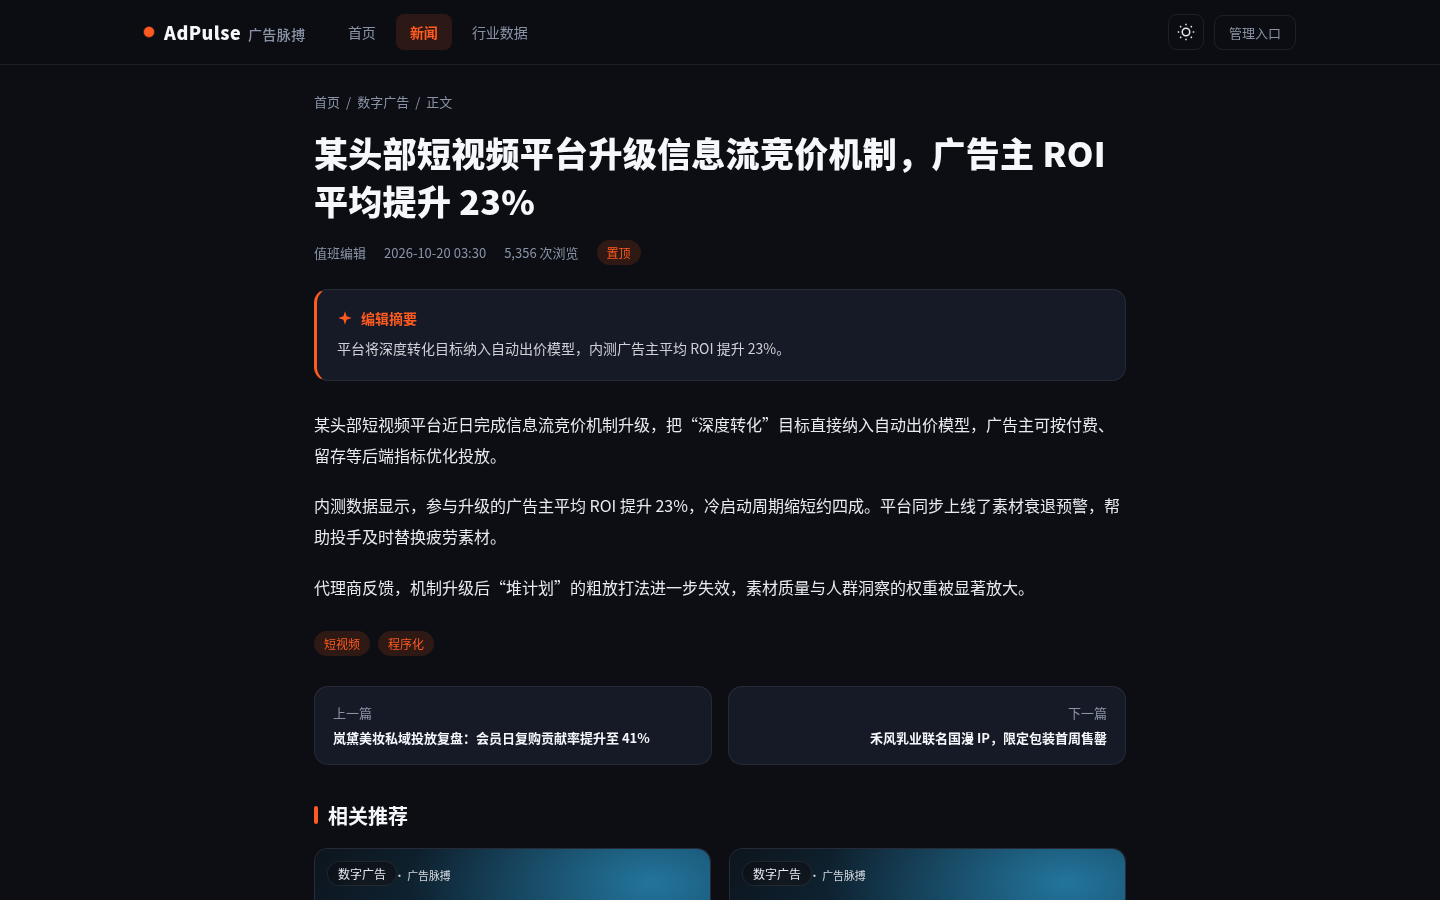 AdPulse 广告脉搏 首页 新闻 行业数据 管理入口
首页 / 数字广告 / 正文
某头部短视频平台升级信息流竞价机制，广告主 ROI
平均提升 23%
值班编辑 2026-10-20 03:30 5,356 次浏览 置顶
编辑摘要
平台将深度转化目标纳入自动出价模型，内测广告主平均 ROI 提升 23%。
某头部短视频平台近日完成信息流竞价机制升级，把“深度转化”目标直接纳入自动出价模型，广告主可按付费、
留存等后端指标优化投放。
内测数据显示，参与升级的广告主平均 ROI 提升 23%，冷启动周期缩短约四成。平台同步上线了素材衰退预警，帮
助投手及时替换疲劳素材。
代理商反馈，机制升级后“堆计划”的粗放打法进一步失效，素材质量与人群洞察的权重被显著放大。
短视频 程序化
上一篇
岚黛美妆私域投放复盘：会员日复购贡献率提升至 41%
下一篇
禾风乳业联名国漫 IP，限定包装首周售罄
相关推荐
数字广告 · 广告脉搏
数字广告 · 广告脉搏